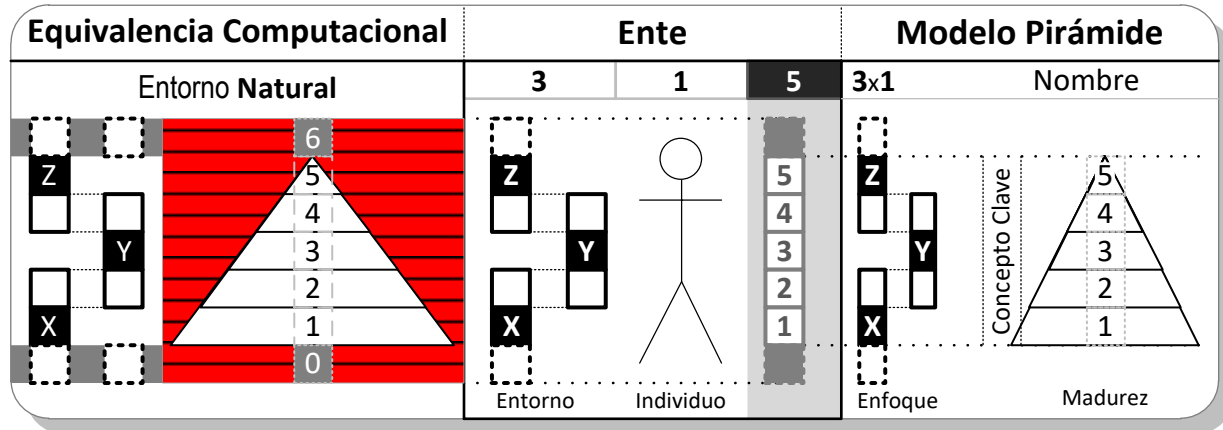 Equivalencia Computacional Ente Modelo Pirámide
Entorno Natural 3 1 5 3x1 Nombre
6
Z 5 Z 5 Z 5
4 4 4
Y 3 Y 3 Y Concepto Clave 3
2 2 2
X 1 X 1 X 1
0
Entorno Individuo Enfoque Madurez